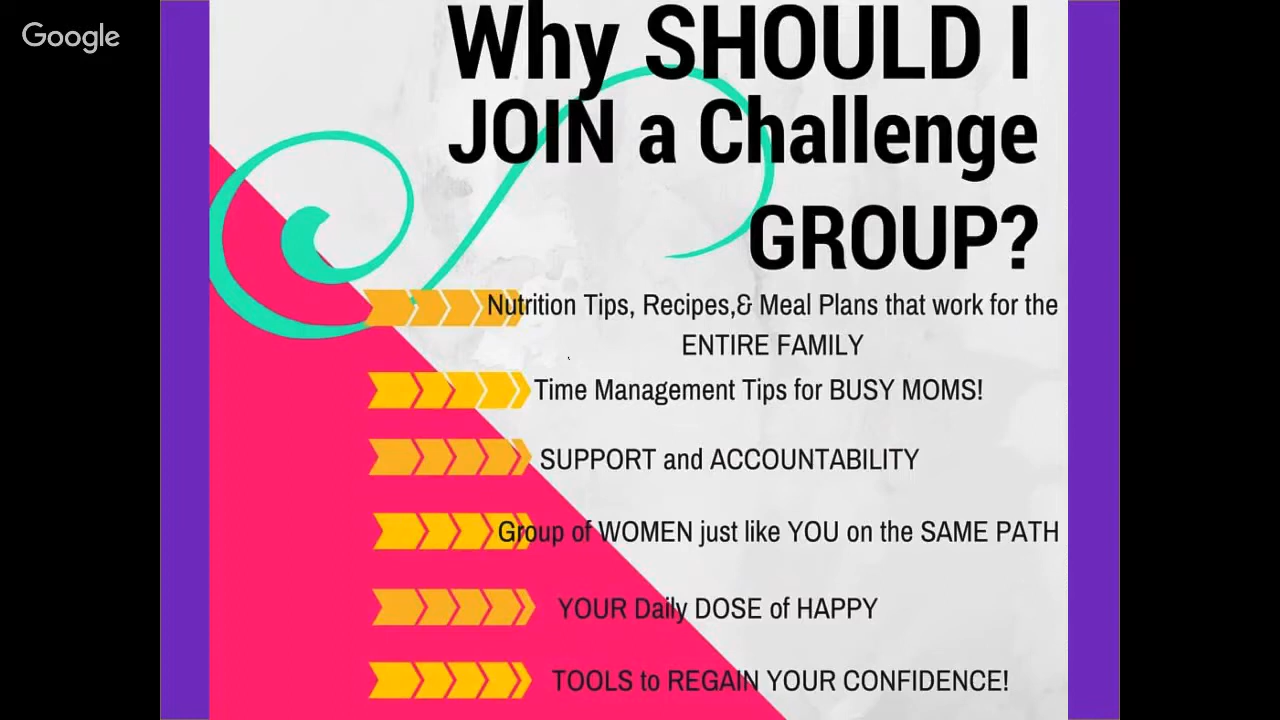 Google
Why SHOULD I
JOIN a Challenge
GROUP?
Nutrition Tips, Recipes,& Meal Plans that work for the
ENTIRE FAMILY
Time Management Tips for BUSY MOMS!
SUPPORT and ACCOUNTABILITY
Group of WOMEN just like YOU on the SAME PATH
YOUR Daily DOSE of HAPPY
TOOLS to REGAIN YOUR CONFIDENCE!